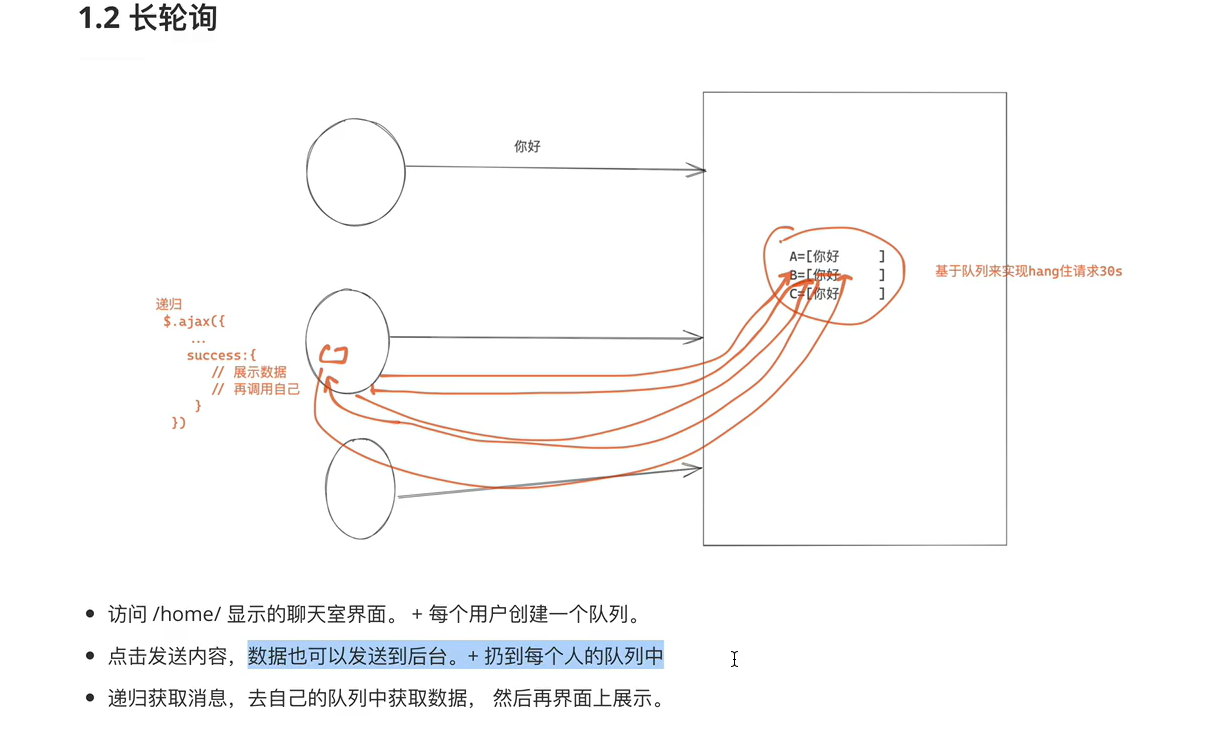 1.2 长轮询
你好
A=[你好 ]
B=[你好 ]
C=[你好 ]
基于队列来实现hang住请求30s
递归
$.ajax({
...
success:{
// 展示数据
// 再调用自己
}
})
访问 /home/ 显示的聊天室界面。 + 每个用户创建一个队列。
点击发送内容，数据也可以发送到后台。+ 扔到每个人的队列中
递归获取消息，去自己的队列中获取数据， 然后再界面上展示。